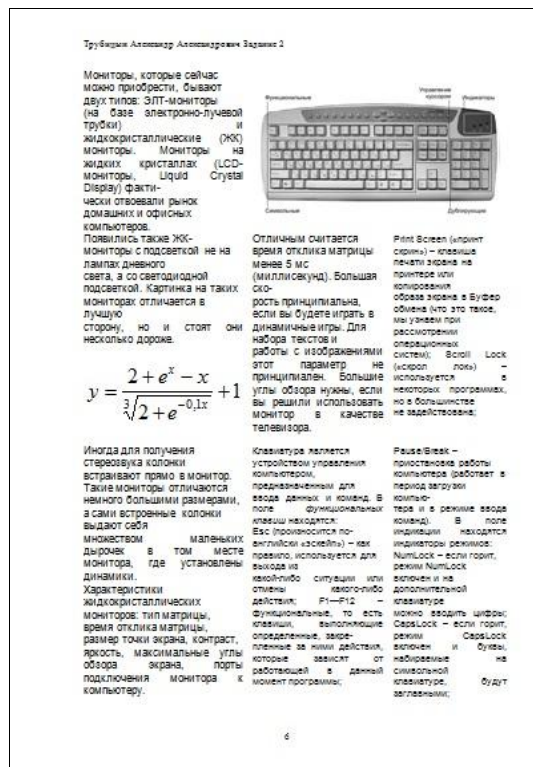 Трубицын Александр Александрович Задание 2
Мониторы, которые сейчас
можно приобрести, бывают
двух типов: ЭЛТ-мониторы
(на базе электронно-лучевой
трубки) и
жидкокристаллические (ЖК)
мониторы. Мониторы на
жидких кристаллах (LCD-
мониторы, Liquid Crystal
Display) факти-
чески отвоевали рынок
домашних и офисных
компьютеров.
Появились также ЖК-
мониторы с подсветкой не на
лампах дневного
света, а со светодиодной
подсветкой. Картинка на таких
мониторах отличается в
лучшую
сторону, но и стоят они
несколько дороже.
y = (2 + e^x − x) / ∛(2 + e^(−0,1x)) + 1
Функциональные
Управление
курсором
Индикаторы
Символьные
Дублирующие
Отличным считается
время отклика матрицы
менее 5 мс
(миллисекунд). Большая
ско-
рость принципиальна,
если вы будете играть в
динамичные игры. Для
набора текстов и
работы с изображениями
этот параметр не
принципиален. Большие
углы обзора нужны, если
вы решили использовать
монитор в качестве
телевизора.
Print Screen («принт
скрин») – клавиша
печати экрана на
принтере или
копирования
образа экрана в Буфер
обмена (что это такое,
мы узнаем при
рассмотрении
операционных
систем); Scroll Lock
(«скрол лок») –
используется в
некоторых программах,
но в большинстве
не задействована;
Иногда для получения
стереозвука колонки
встраивают прямо в монитор.
Такие мониторы отличаются
немного большими размерами,
а сами встроенные колонки
выдают себя
множеством маленьких
дырочек в том месте
монитора, где установлены
динамики.
Характеристики
жидкокристаллических
мониторов: тип матрицы,
время отклика матрицы,
размер точки экрана, контраст,
яркость, максимальные углы
обзора экрана, порты
подключения монитора к
компьютеру.
Клавиатура является
устройством управления
компьютером,
предназначенным для
ввода данных и команд. В
поле функциональных
клавиш находятся:
Esc (произносится по-
английски «эскейп») – как
правило, используется для
выхода из
какой-либо ситуации или
отмены какого-либо
действия; F1—F12 –
функциональные, то есть
клавиши, выполняющие
определенные, закре-
пленные за ними действия,
которые зависят от
работающей в данный
момент программы;
Pause/Break –
приостановка работы
компьютера (работает в
период загрузки
компью-
тера и в режиме ввода
команд). В поле
индикации находятся
индикаторы режимов:
NumLock – если горит,
режим NumLock
включен и на
дополнительной
клавиатуре
можно вводить цифры;
CapsLock – если горит,
режим CapsLock
включен и буквы,
набираемые на
символьной
клавиатуре, будут
заглавными;
6